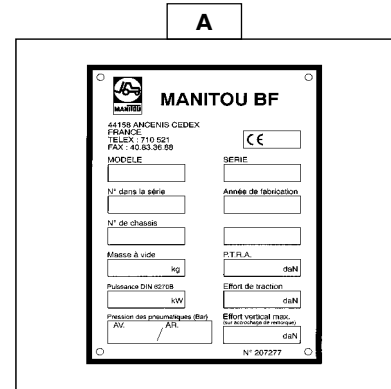 A
MANITOU
MANITOU BF
44158 ANCENIS CEDEX
FRANCE
TELEX : 710 521
FAX : 40.83.36.88
CE
MODELE
SERIE
N° dans la série
Année de fabrication
N° de chassis
Masse à vide
kg
P.T.R.A.
daN
Puissance DIN 6270B
kW
Effort de traction
daN
Pression des pneumatiques (Bar)
AV. / AR.
Effort vertical max.
(sur accrochage de remorque)
daN
N° 207277